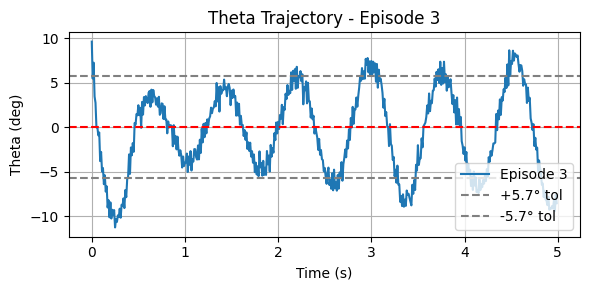 Theta Trajectory - Episode 3
Theta (deg)
10
5
0
−5
−10
Episode 3
+5.7° tol
-5.7° tol
0
1
2
3
4
5
Time (s)